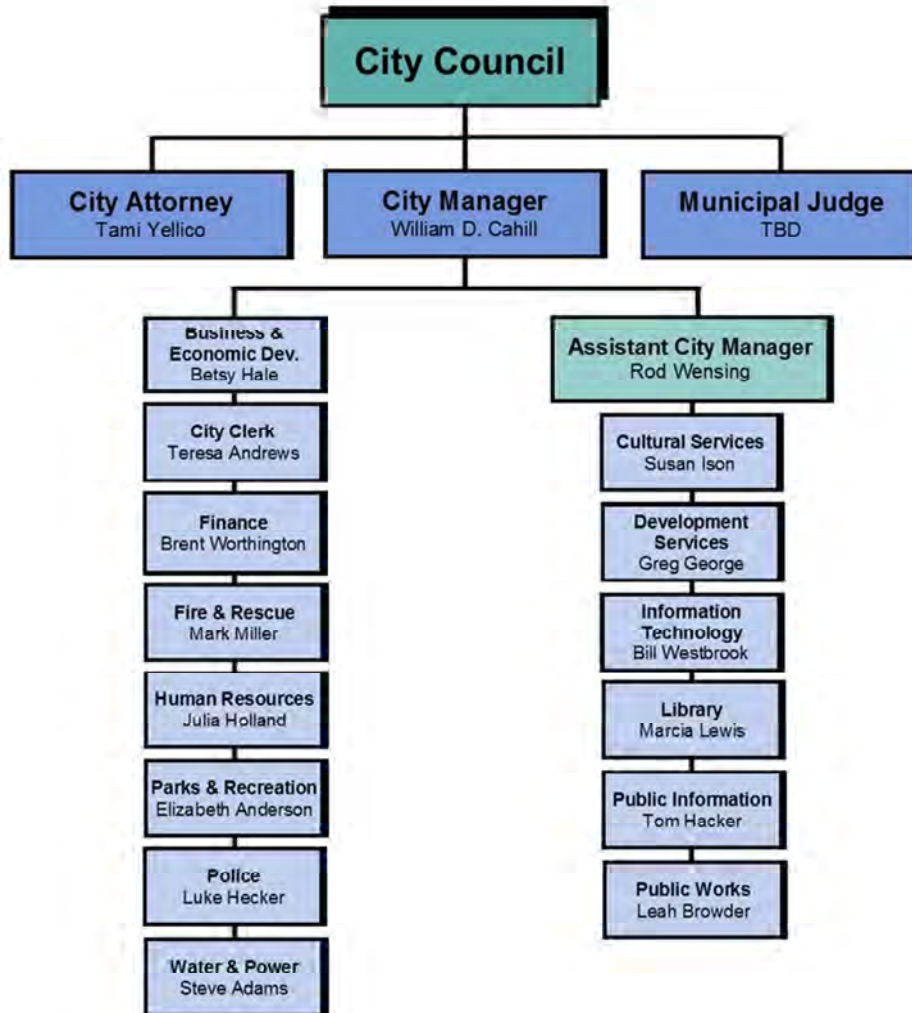 City Council
City Attorney
Tami Yellico
City Manager
William D. Cahill
Municipal Judge
TBD
Business &
Economic Dev.
Betsy Hale
City Clerk
Teresa Andrews
Finance
Brent Worthington
Fire & Rescue
Mark Miller
Human Resources
Julia Holland
Parks & Recreation
Elizabeth Anderson
Police
Luke Hecker
Water & Power
Steve Adams
Assistant City Manager
Rod Wensing
Cultural Services
Susan Ison
Development
Services
Greg George
Information
Technology
Bill Westbrook
Library
Marcia Lewis
Public Information
Tom Hacker
Public Works
Leah Browder